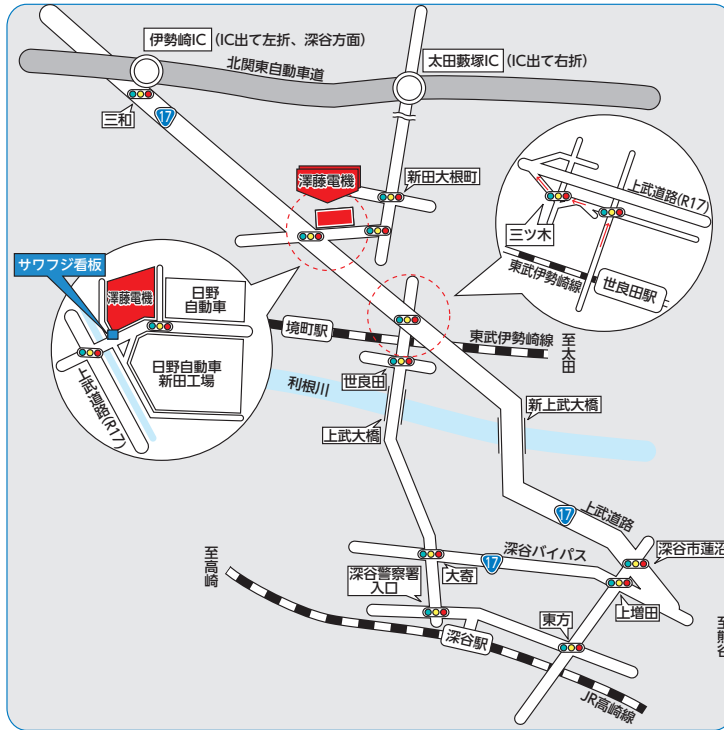 伊勢崎IC (IC出て左折、深谷方面)
太田藪塚IC (IC出て右折)
北関東自動車道
三和
17
澤藤電機
新田大根町
上武道路(R17)
三ツ木
東武伊勢崎線
世良田駅
サワフジ看板
澤藤電機
日野
自動車
日野自動車
新田工場
上武道路(R17)
境町駅
東武伊勢崎線
至太田
世良田
利根川
新上武大橋
上武大橋
17
上武道路
深谷バイパス
17
深谷市蓮沼
至高崎
深谷警察署
入口
大寄
上増田
至熊谷
東方
深谷駅
JR高崎線